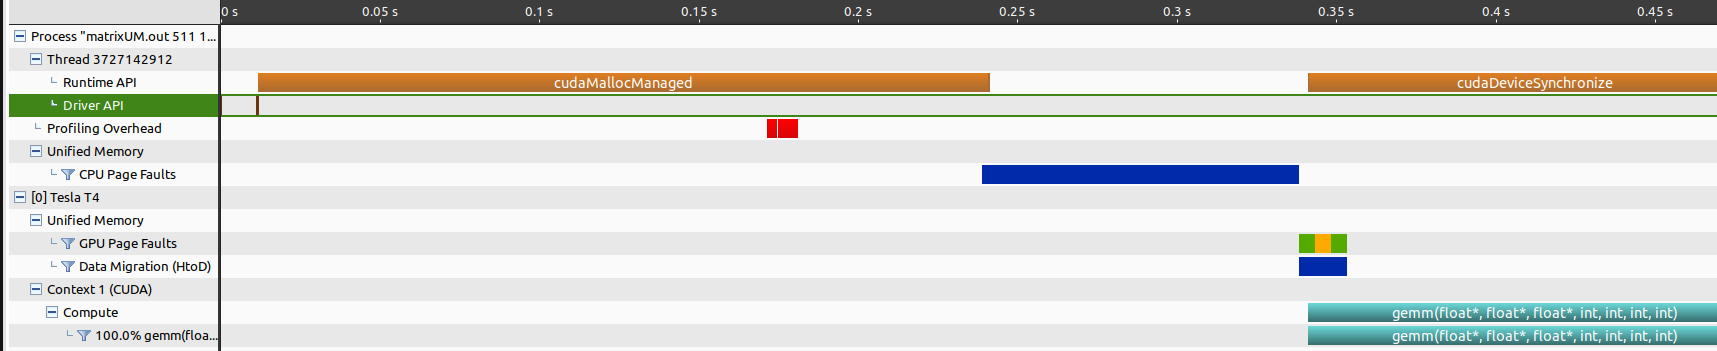 0 s 0.05 s 0.1 s 0.15 s 0.2 s 0.25 s 0.3 s 0.35 s 0.4 s 0.45 s
Process "matrixUM.out 511 1...
Thread 3727142912
Runtime API cudaMallocManaged cudaDeviceSynchronize
Driver API
Profiling Overhead
Unified Memory
CPU Page Faults
[0] Tesla T4
Unified Memory
GPU Page Faults
Data Migration (HtoD)
Context 1 (CUDA)
Compute gemm(float*, float*, float*, int, int, int, int)
100.0% gemm(floa... gemm(float*, float*, float*, int, int, int, int)